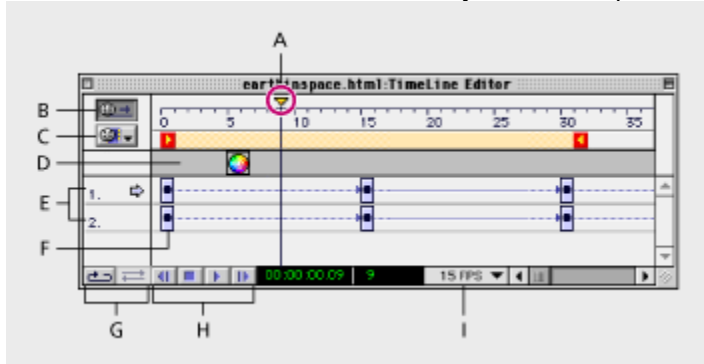 A
earthinspace.html:TimeLine Editor
B
0 5 10 15 20 25 30 35
C
D
E
1.
2.
F
00:00:00.09 9 15 FPS
G H I